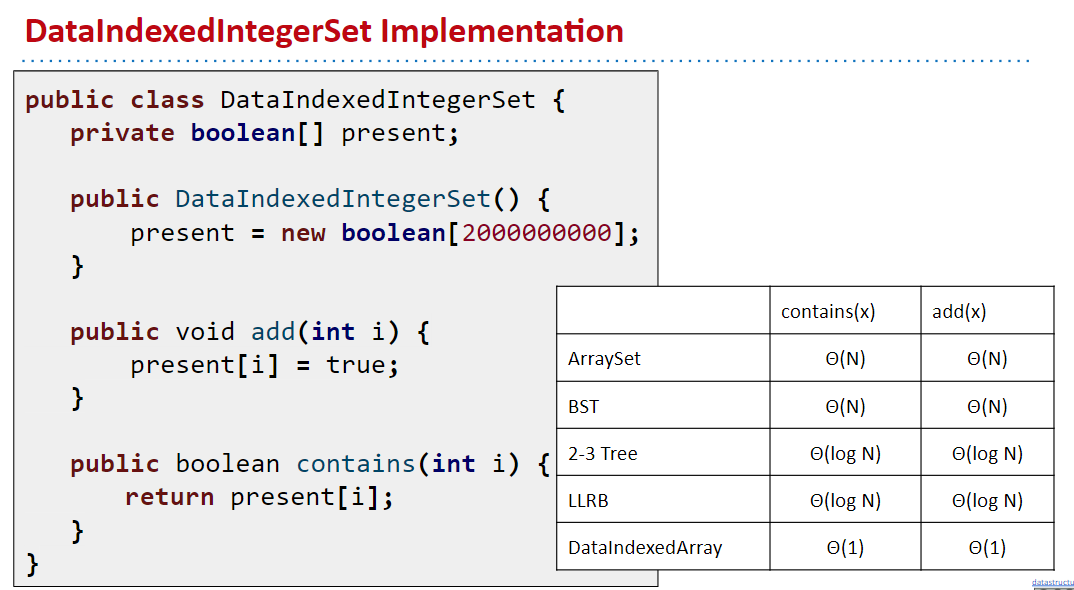 DataIndexedIntegerSet Implementation
public class DataIndexedIntegerSet {
private boolean[] present;
public DataIndexedIntegerSet() {
present = new boolean[2000000000];
}
public void add(int i) {
present[i] = true;
}
public boolean contains(int i) {
return present[i];
}
}
contains(x) add(x)
ArraySet Θ(N) Θ(N)
BST Θ(N) Θ(N)
2-3 Tree Θ(log N) Θ(log N)
LLRB Θ(log N) Θ(log N)
DataIndexedArray Θ(1) Θ(1)
datastructu